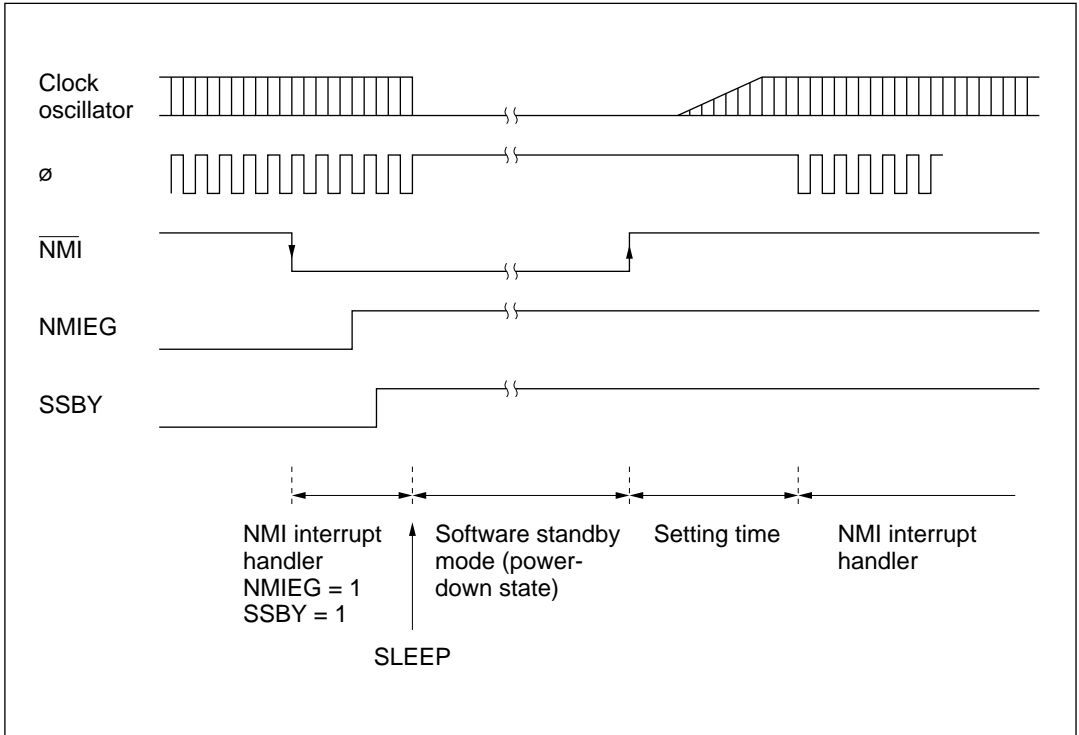 Clock
oscillator
ø
NMI
NMIEG
SSBY
NMI interrupt
handler
NMIEG = 1
SSBY = 1
Software standby
mode (power-
down state)
Setting time
NMI interrupt
handler
SLEEP